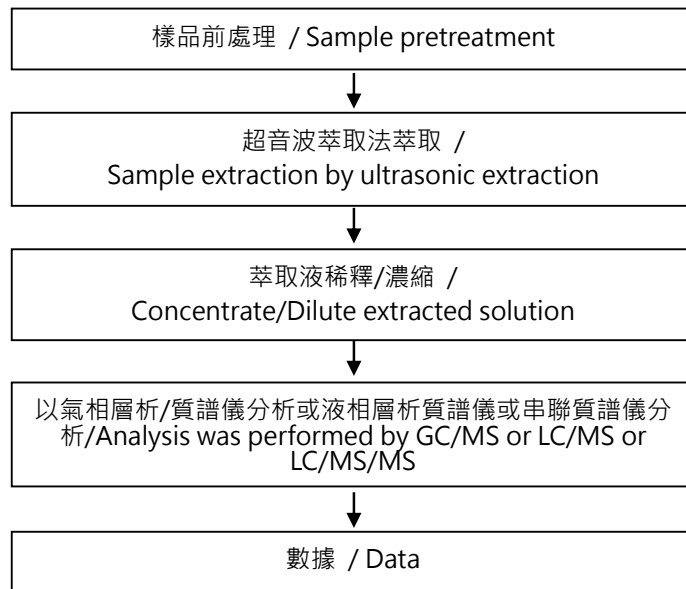 樣品前處理 / Sample pretreatment
超音波萃取法萃取 /
Sample extraction by ultrasonic extraction
萃取液稀釋/濃縮 /
Concentrate/Dilute extracted solution
以氣相層析/質譜儀分析或液相層析質譜儀或串聯質譜儀分
析/Analysis was performed by GC/MS or LC/MS or
LC/MS/MS
數據 / Data